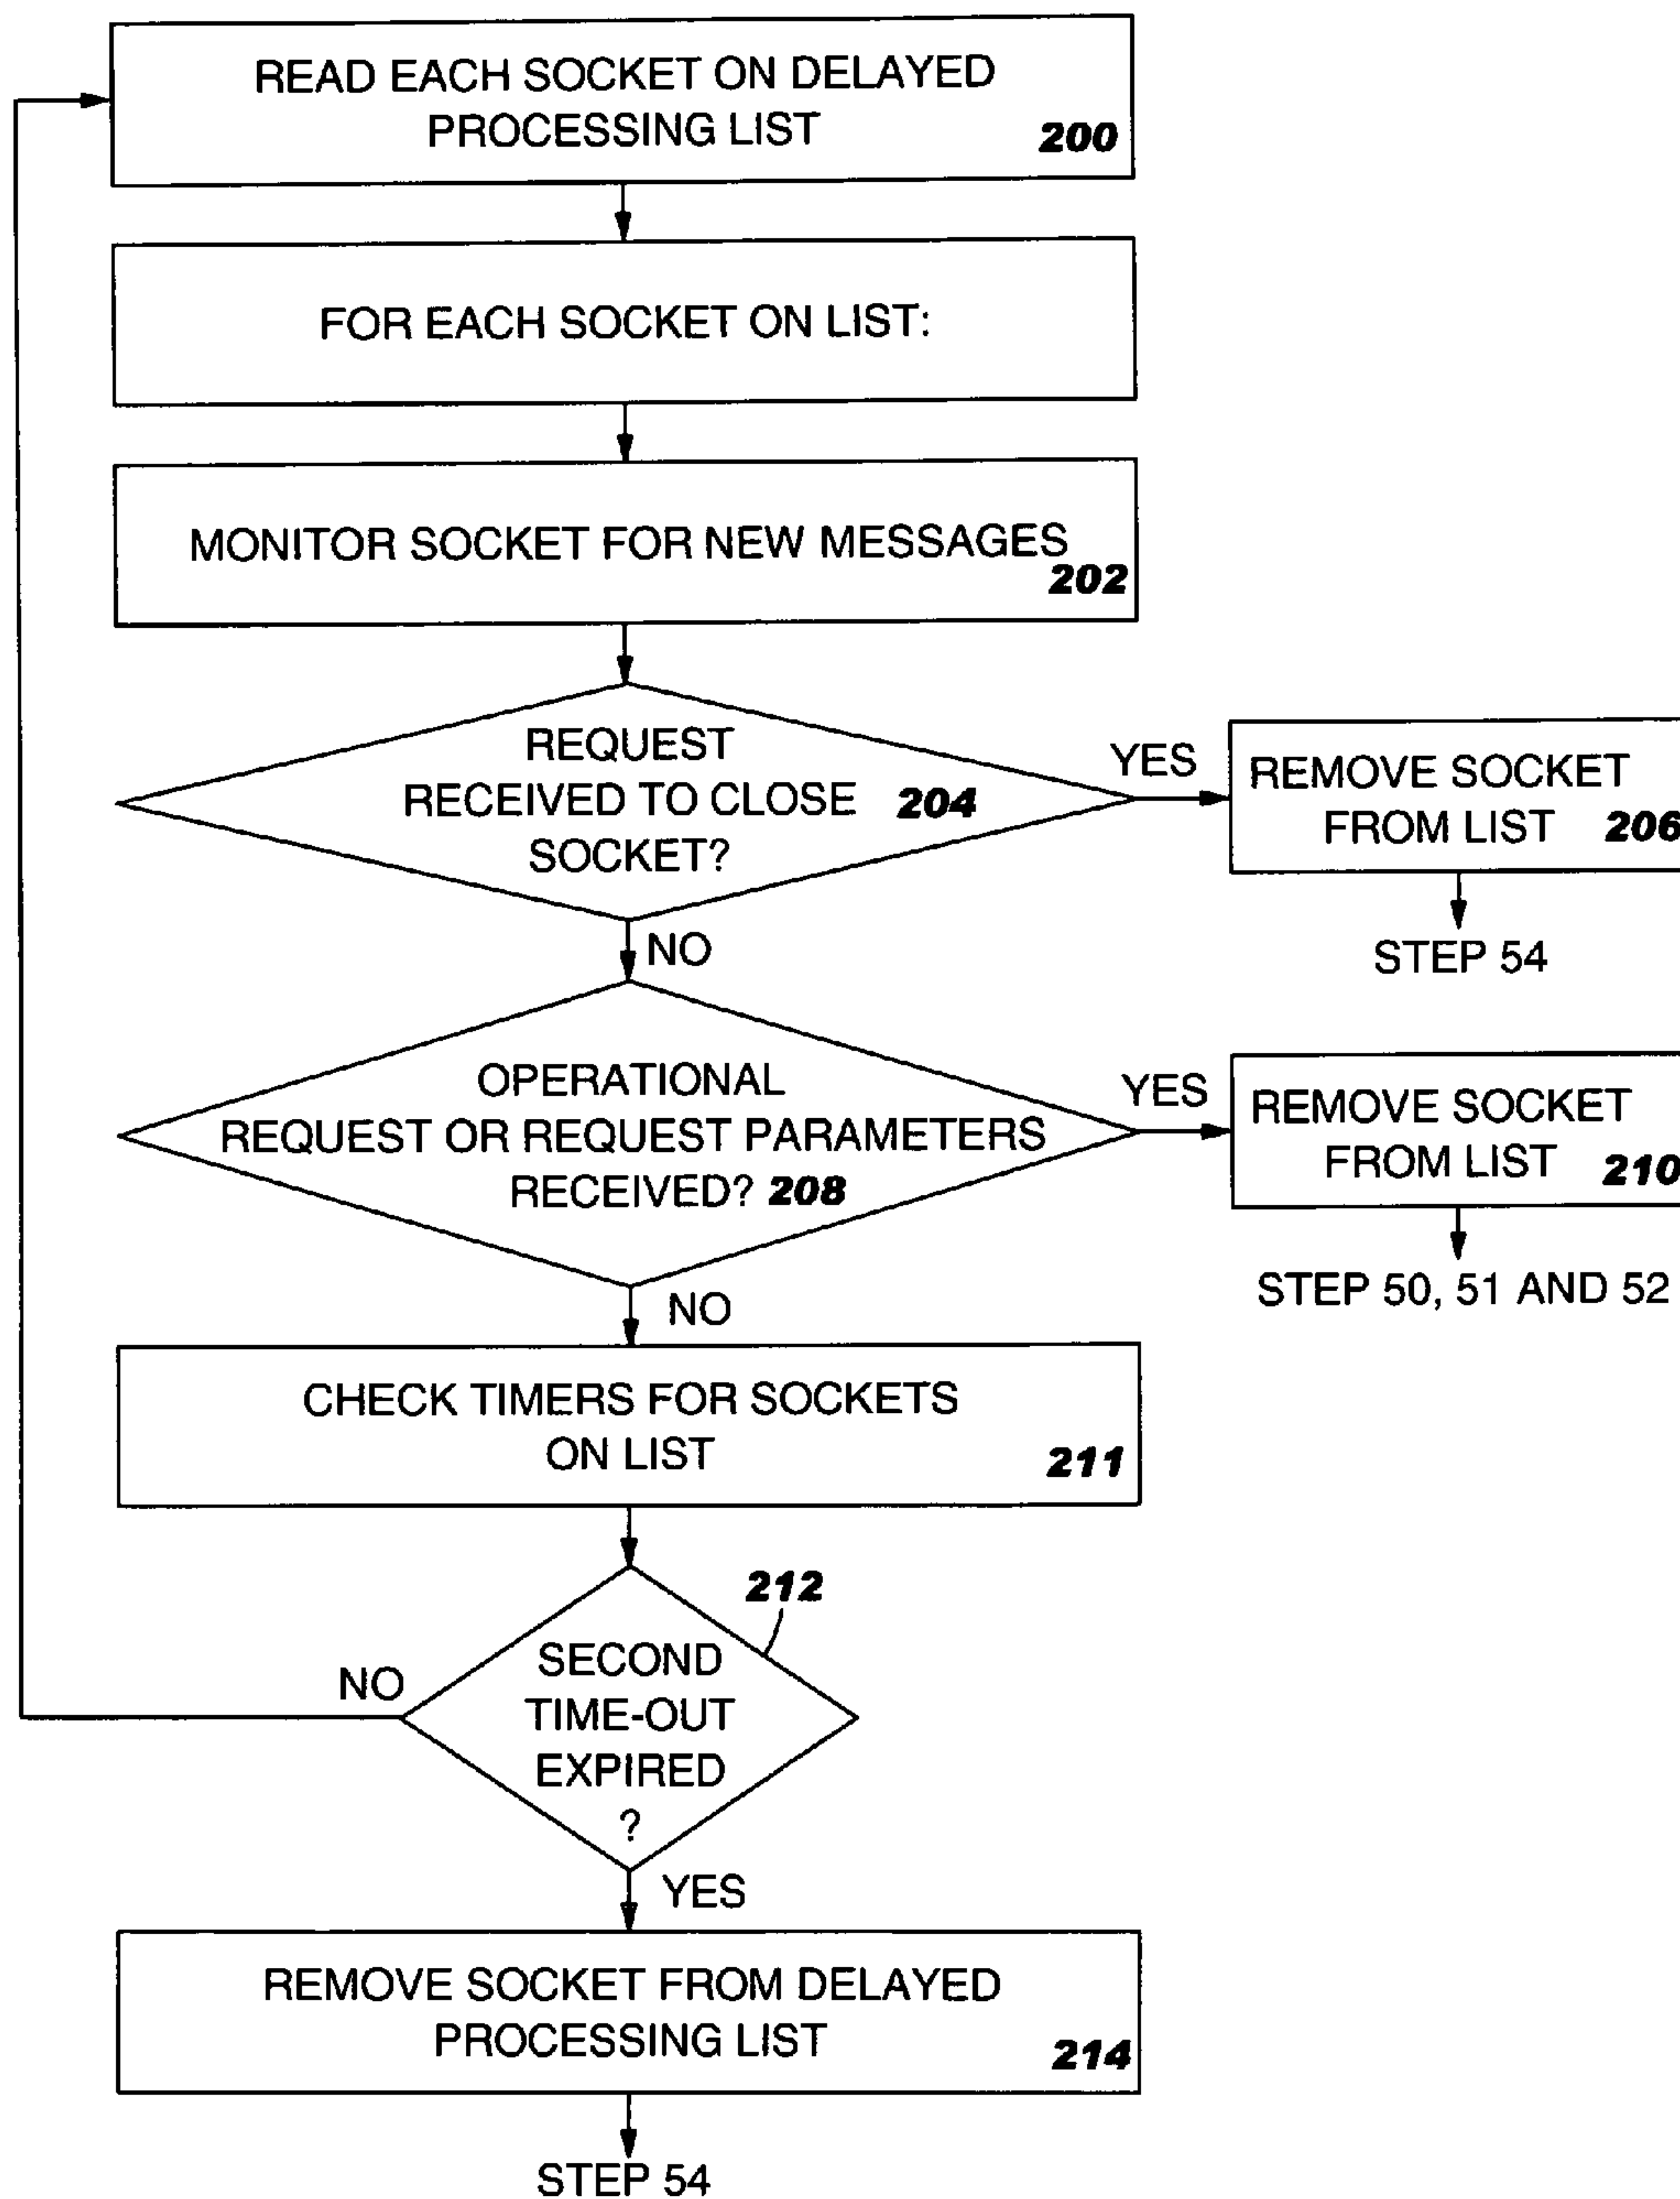 READ EACH SOCKET ON DELAYED
PROCESSING LIST
200
FOR EACH SOCKET ON LIST:
MONITOR SOCKET FOR NEW MESSAGES
202
REQUEST
RECEIVED TO CLOSE 204
SOCKET?
YES
REMOVE SOCKET
FROM LIST 206
STEP 54
NO
OPERATIONAL
REQUEST OR REQUEST PARAMETERS
RECEIVED? 208
YES
REMOVE SOCKET
FROM LIST 210
STEP 50, 51 AND 52
NO
CHECK TIMERS FOR SOCKETS
ON LIST
211
212
SECOND
TIME-OUT
EXPIRED
?
NO
YES
REMOVE SOCKET FROM DELAYED
PROCESSING LIST
214
STEP 54